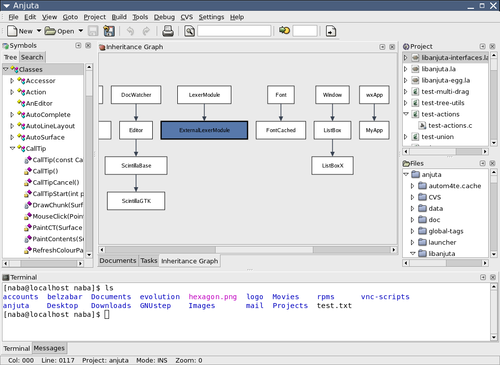 Anjuta
File Edit View Goto Project Build Tools Debug CVS Settings Help
New Open
Symbols
Tree Search
Classes
Accessor
Action
AnEditor
AutoComplete
AutoLineLayout
AutoSurface
CallTip
CallTip(const Ca
CallTip()
CallTipCancel()
CallTipStart(int p
DrawChunk(Surf
MouseClick(Poin
PaintCT(Surface
PaintContents(S
RefreshColourPa
Inheritance Graph
DocWatcher
LexerModule
Font
Window
wxApp
Editor
ExternalLexerModule
FontCached
ListBox
MyApp
ScintillaBase
ListBoxX
ScintillaGTK
Documents Tasks Inheritance Graph
Project
libanjuta-interfaces.la
libanjuta.la
libanjuta-egg.la
test-multi-drag
test-tree-utils
test-actions
test-actions.c
test-union
Files
anjuta
autom4te.cache
CVS
data
doc
global-tags
launcher
libanjuta
Terminal
[naba@localhost naba]$ ls
accounts belzabar Documents evolution hexagon.png logo Movies rpms vnc-scripts
anjuta Desktop Downloads GNUstep Images mail Projects test.txt
[naba@localhost naba]$
Terminal Messages
Col: 000 Line: 0117 Project: anjuta Mode: INS Zoom: 0